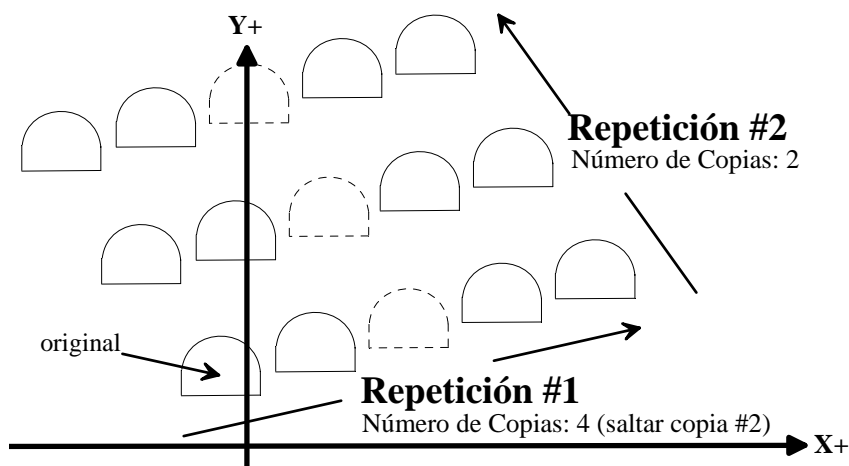 Y+
Repetición #2
Número de Copias: 2
original
Repetición #1
Número de Copias: 4 (saltar copia #2)
X+